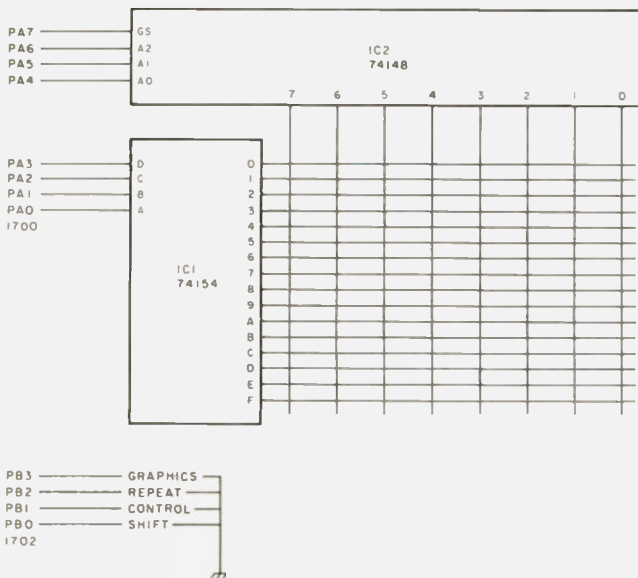 PA7 GS
PA6 A2
PA5 A1
PA4 A0
IC2
74148
7 6 5 4 3 2 1 0
PA3 D
PA2 C
PA1 B
PA0 A
1700
IC1
74154
0
1
2
3
4
5
6
7
8
9
A
B
C
D
E
F
PB3 GRAPHICS
PB2 REPEAT
PB1 CONTROL
PB0 SHIFT
1702